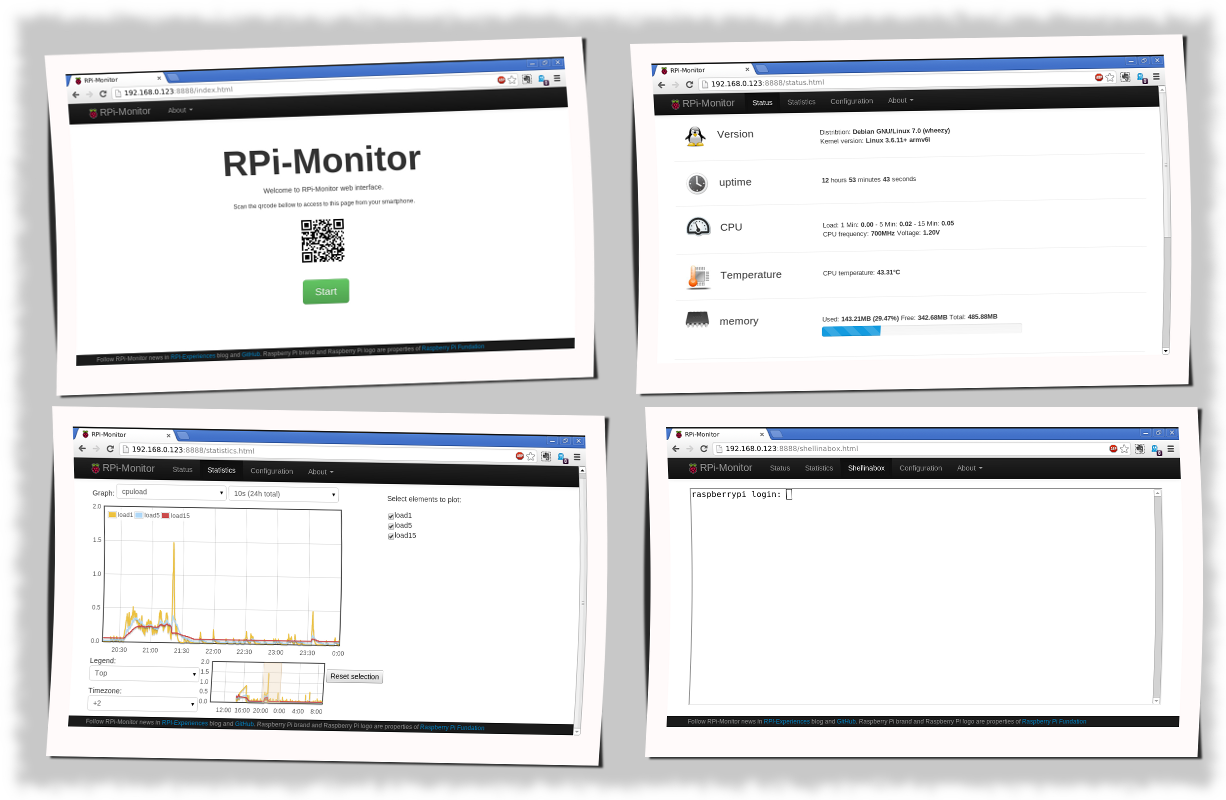 RPi-Monitor
192.168.0.123:8888/index.html
RPi-Monitor About
RPi-Monitor
Welcome to RPi-Monitor web interface.
Scan the qrcode bellow to access to this page from your smartphone.
Start
Follow RPi-Monitor news in RPi-Experiences blog and GitHub. Raspberry Pi brand and Raspberry Pi logo are properties of Raspberry Pi Fundation
RPi-Monitor
192.168.0.123:8888/status.html
RPi-Monitor Status Statistics Configuration About
Version
Distribution: Debian GNU/Linux 7.0 (wheezy)
Kernel version: Linux 3.6.11+ armv6l
uptime
12 hours 53 minutes 43 seconds
CPU
Load: 1 Min: 0.00 - 5 Min: 0.02 - 15 Min: 0.05
CPU frequency: 700MHz Voltage: 1.20V
Temperature
CPU temperature: 43.31°C
memory
Used: 143.21MB (29.47%) Free: 342.68MB Total: 485.88MB
RPi-Monitor
192.168.0.123:8888/statistics.html
RPi-Monitor Status Statistics Configuration About
Graph: cpuload 10s (24h total)
Select elements to plot:
load1
load5
load15
load1 load5 load15
2.0
1.5
1.0
0.5
0.0
20:30 21:00 21:30 22:00 22:30 23:00 23:30 0:00
Legend:
Top
Timezone:
+2
2.0
1.5
1.0
0.5
0.0
12:00 16:00 20:00 0:00 4:00 8:00
Reset selection
Follow RPi-Monitor news in RPi-Experiences blog and GitHub. Raspberry Pi brand and Raspberry Pi logo are properties of Raspberry Pi Fundation
RPi-Monitor
192.168.0.123:8888/shellinabox.html
RPi-Monitor Status Statistics Shellinabox Configuration About
raspberrypi login:
Follow RPi-Monitor news in RPi-Experiences blog and GitHub. Raspberry Pi brand and Raspberry Pi logo are properties of Raspberry Pi Fundation